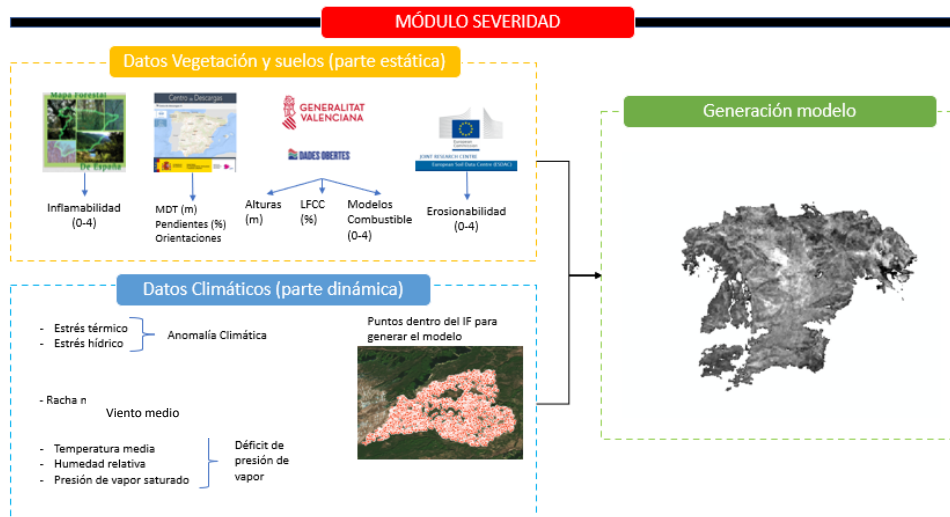 MÓDULO SEVERIDAD
Datos Vegetación y suelos (parte estática)
Mapa Forestal
De España
Centro de Descargas
GENERALITAT
VALENCIANA
DADES OBERTES
European
Commission
JOINT RESEARCH CENTRE
European Soil Data Centre (ESDAC)
Inflamabilidad
(0-4)
MDT (m)
Pendientes (%)
Orientaciones
Alturas
(m)
LFCC
(%)
Modelos
Combustible
(0-4)
Erosionabilidad
(0-4)
Generación modelo
Datos Climáticos (parte dinámica)
- Estrés térmico
- Estrés hídrico
Anomalía Climática
Puntos dentro del IF para
generar el modelo
- Racha
Viento medio
- Temperatura media
- Humedad relativa
- Presión de vapor saturado
Déficit de
presión de
vapor